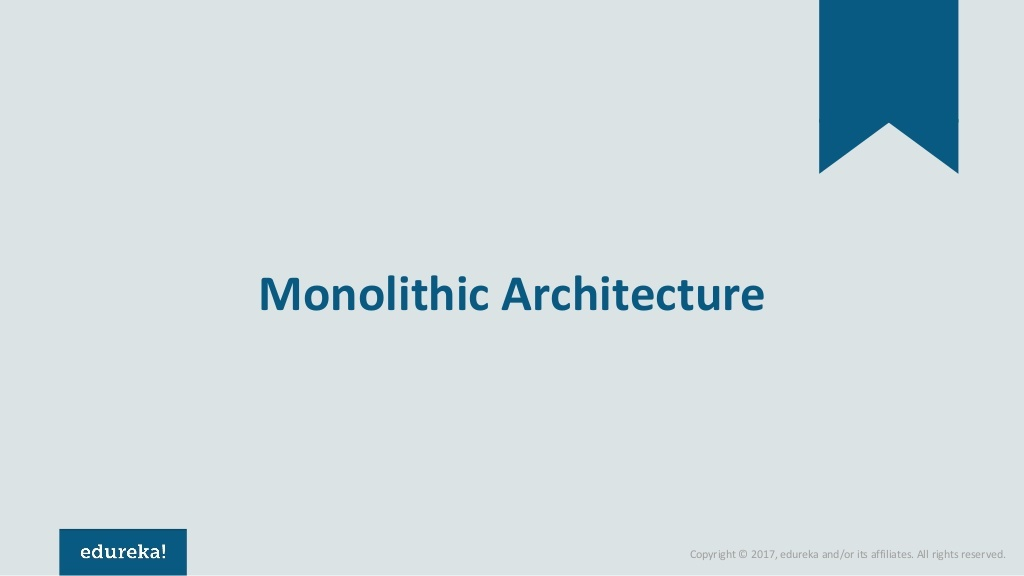 Monolithic Architecture
edureka!
Copyright © 2017, edureka and/or its affiliates. All rights reserved.